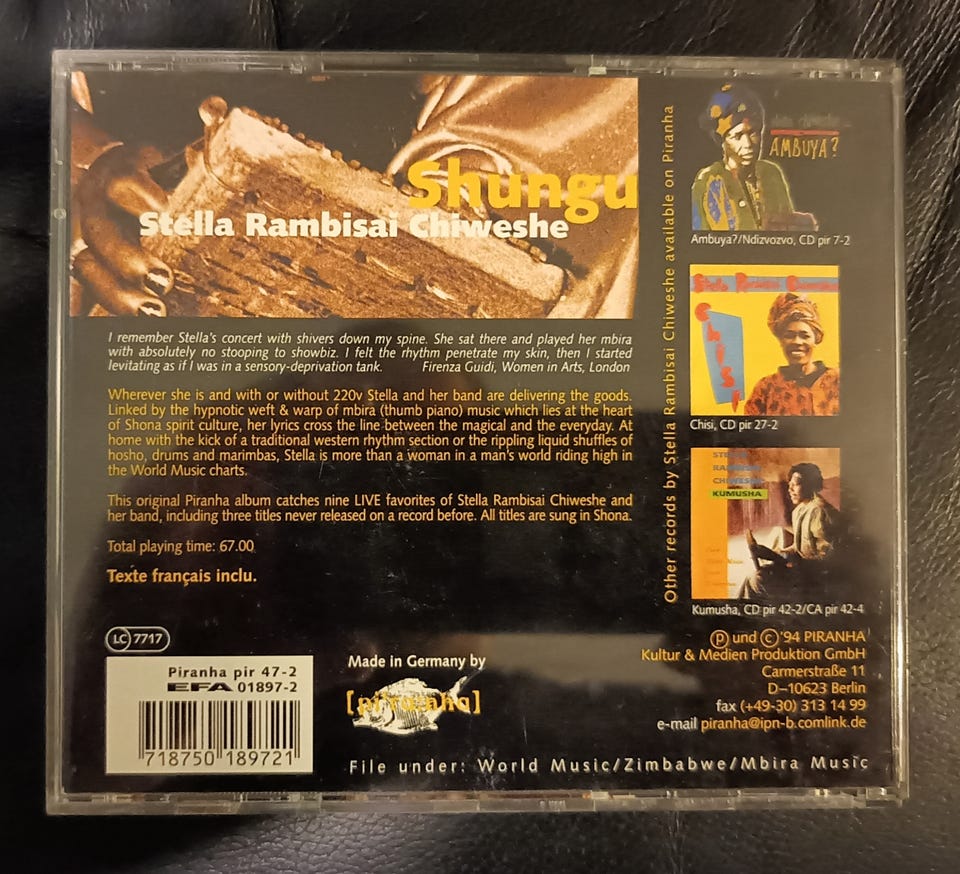 Shungu
Stella Rambisai Chiweshe
I remember Stella's concert with shivers down my spine. She sat there and played her mbira
with absolutely no stooping to showbiz. I felt the rhythm penetrate my skin, then I started
levitating as if I was in a sensory-deprivation tank. Firenza Guidi, Women in Arts, London
Wherever she is and with or without 220v Stella and her band are delivering the goods.
Linked by the hypnotic weft & warp of mbira (thumb piano) music which lies at the heart
of Shona spirit culture, her lyrics cross the line between the magical and the everyday. At
home with the kick of a traditional western rhythm section or the rippling liquid shuffles of
hosho, drums and marimbas, Stella is more than a woman in a man's world riding high in
the World Music charts.
This original Piranha album catches nine LIVE favorites of Stella Rambisai Chiweshe and
her band, including three titles never released on a record before. All titles are sung in Shona.
Total playing time: 67.00
Texte français inclu.
LC 7717
Piranha pir 47-2
EFA 01897-2
718750 189721
Made in Germany by
[piranha]
Other records by Stella Rambisai Chiweshe available on Piranha
AMBUYA?
Ambuya?/Ndizvozvo, CD pir 7-2
Stella Rambisai Chiweshe
Chisi
Chisi, CD pir 27-2
STELLA
RAMBISAI
CHIWESHE
KUMUSHA
Kumusha, CD pir 42-2/CA pir 42-4
ⓟ und ⓒ '94 PIRANHA
Kultur & Medien Produktion GmbH
Carmerstraße 11
D–10623 Berlin
fax (+49-30) 313 14 99
e-mail piranha@ipn-b.comlink.de
File under: World Music/Zimbabwe/Mbira Music